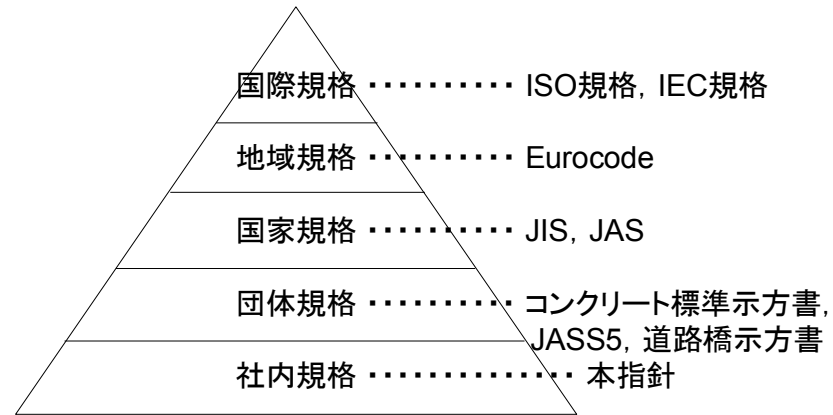 国際規格 ・・・・・・・・・・ ISO規格, IEC規格
地域規格 ・・・・・・・・・・ Eurocode
国家規格 ・・・・・・・・・・ JIS, JAS
団体規格 ・・・・・・・・・・ コンクリート標準示方書,
JASS5, 道路橋示方書
社内規格 ・・・・・・・・・・・・・・ 本指針